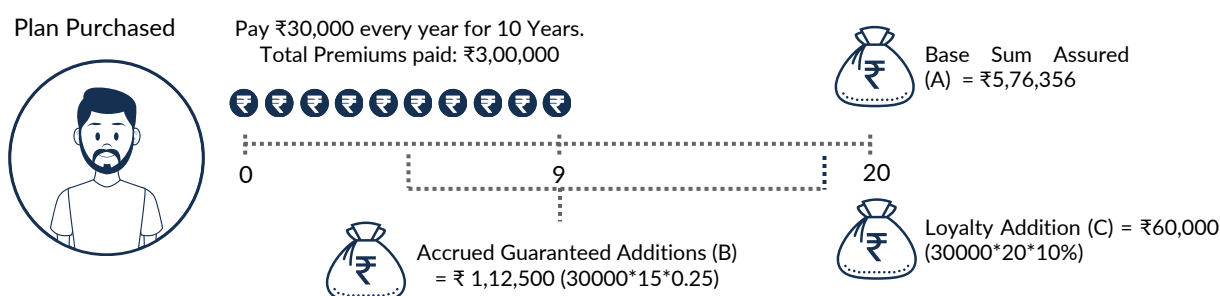 Plan Purchased
Pay ₹30,000 every year for 10 Years.
Total Premiums paid: ₹3,00,000
₹ ₹ ₹ ₹ ₹ ₹ ₹ ₹ ₹ ₹
₹
Base Sum Assured
(A) = ₹5,76,356
0
9
20
₹
Accrued Guaranteed Additions (B)
= ₹ 1,12,500 (30000*15*0.25)
₹
Loyalty Addition (C) = ₹60,000
(30000*20*10%)